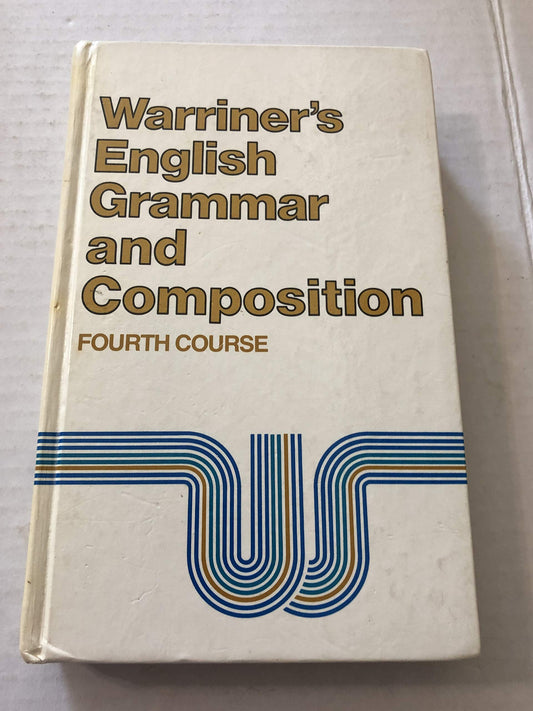 Warriner's
English
Grammar
and
Composition
FOURTH COURSE